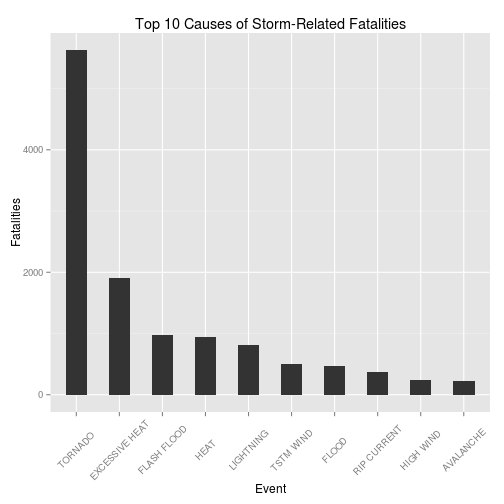 Top 10 Causes of Storm-Related Fatalities
Fatalities
4000
2000
0
TORNADO
EXCESSIVE HEAT
FLASH FLOOD
HEAT
LIGHTNING
TSTM WIND
FLOOD
RIP CURRENT
HIGH WIND
AVALANCHE
Event